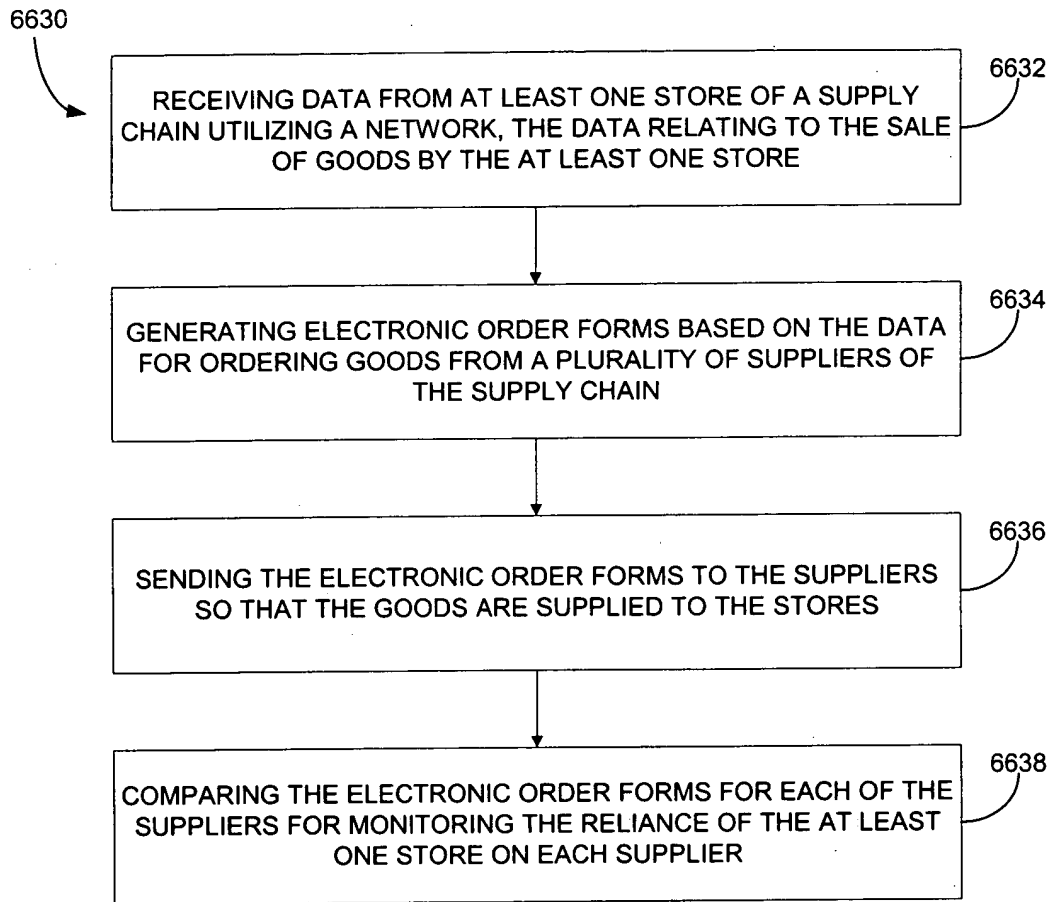 6630
6632
RECEIVING DATA FROM AT LEAST ONE STORE OF A SUPPLY
CHAIN UTILIZING A NETWORK, THE DATA RELATING TO THE SALE
OF GOODS BY THE AT LEAST ONE STORE
6634
GENERATING ELECTRONIC ORDER FORMS BASED ON THE DATA
FOR ORDERING GOODS FROM A PLURALITY OF SUPPLIERS OF
THE SUPPLY CHAIN
6636
SENDING THE ELECTRONIC ORDER FORMS TO THE SUPPLIERS
SO THAT THE GOODS ARE SUPPLIED TO THE STORES
6638
COMPARING THE ELECTRONIC ORDER FORMS FOR EACH OF THE
SUPPLIERS FOR MONITORING THE RELIANCE OF THE AT LEAST
ONE STORE ON EACH SUPPLIER